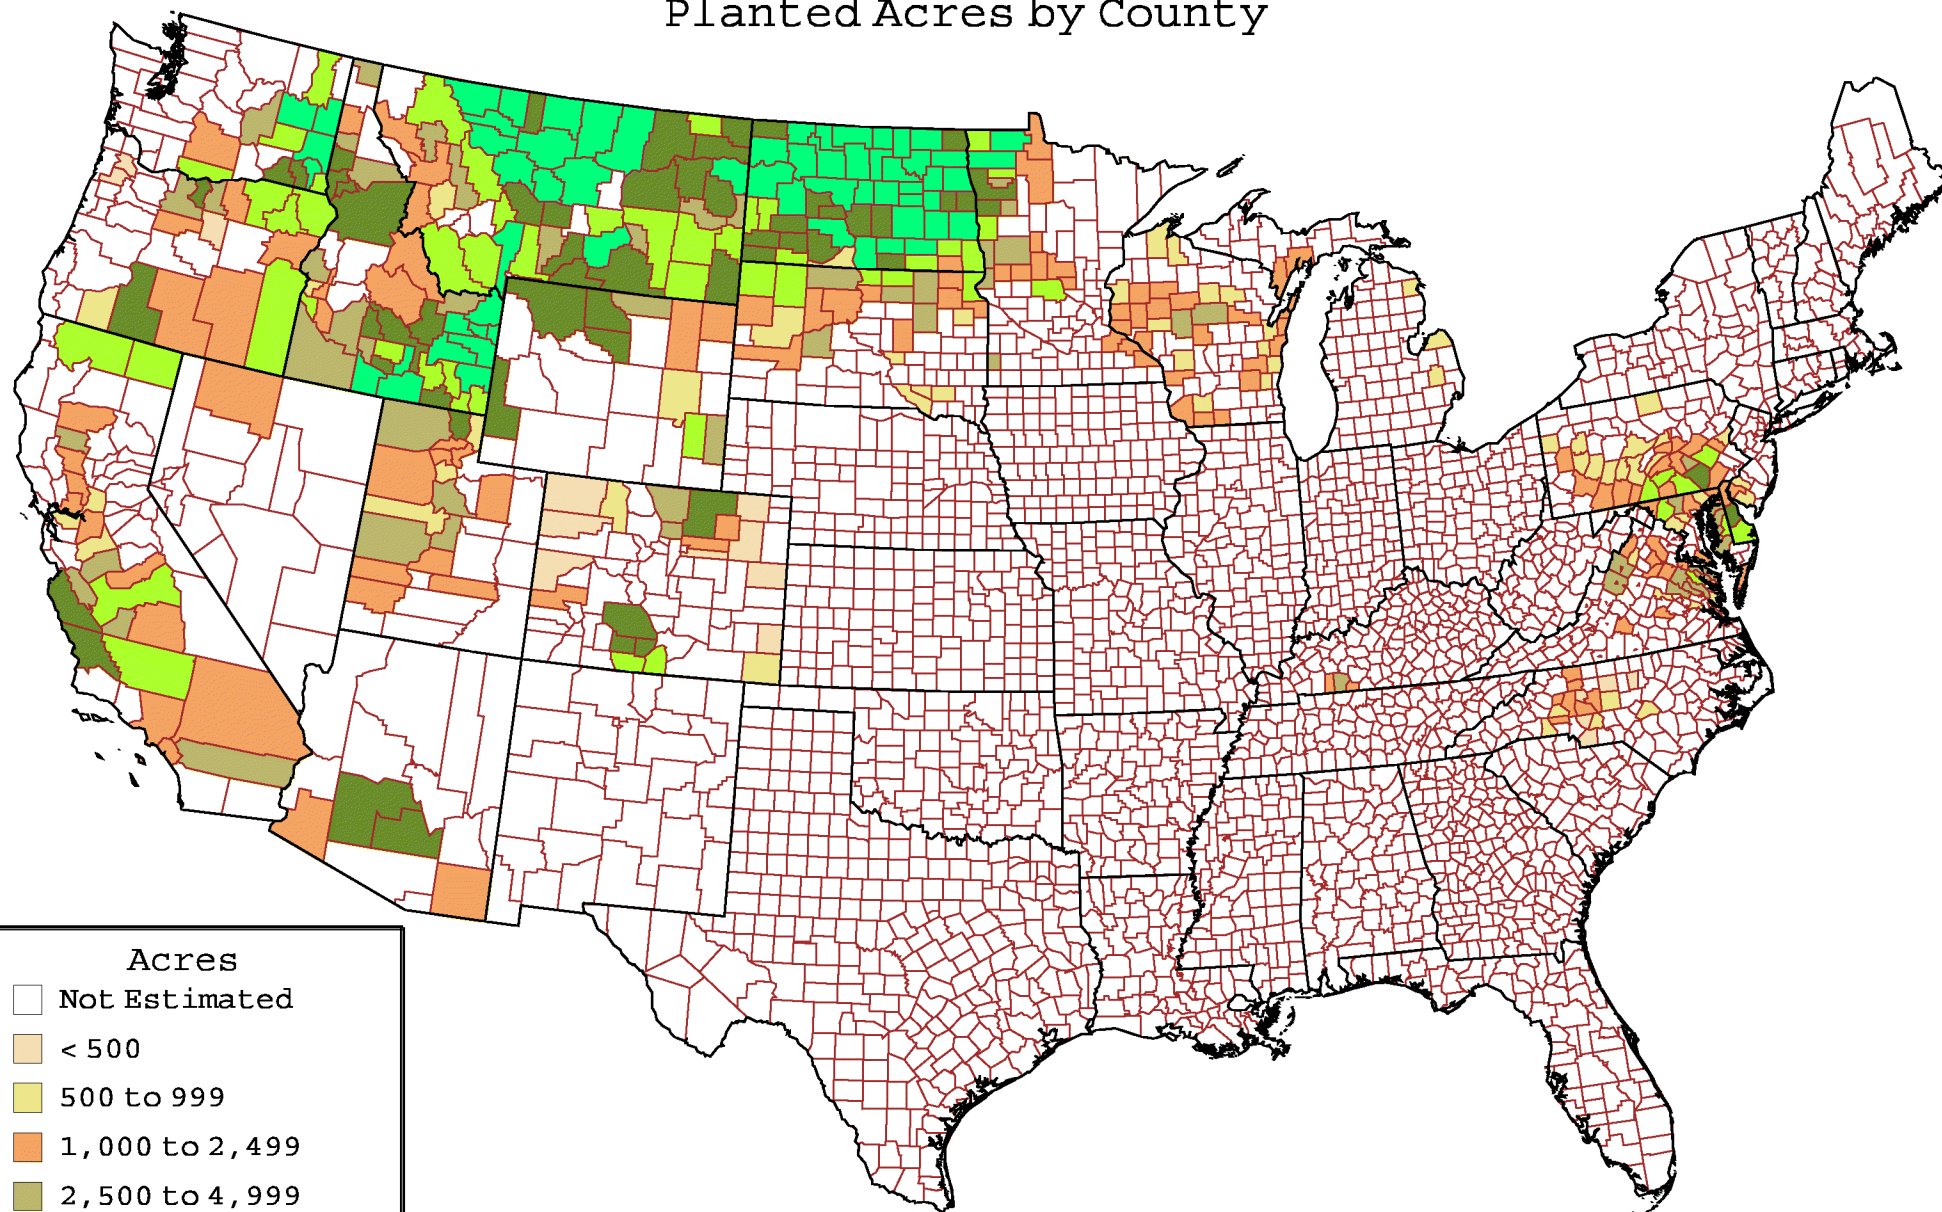 Planted Acres by County
Acres
Not Estimated
< 500
500 to 999
1,000 to 2,499
2,500 to 4,999